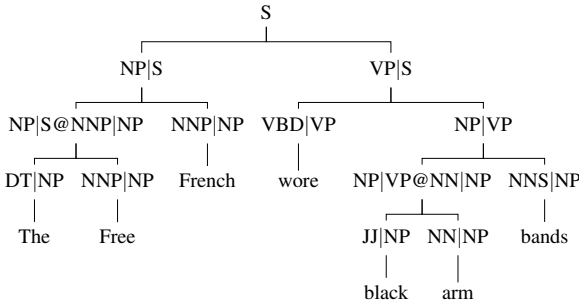 S
NP|S VP|S
NP|S@NNP|NP NNP|NP VBD|VP NP|VP
DT|NP NNP|NP French wore NP|VP@NN|NP NNS|NP
The Free JJ|NP NN|NP bands
black arm